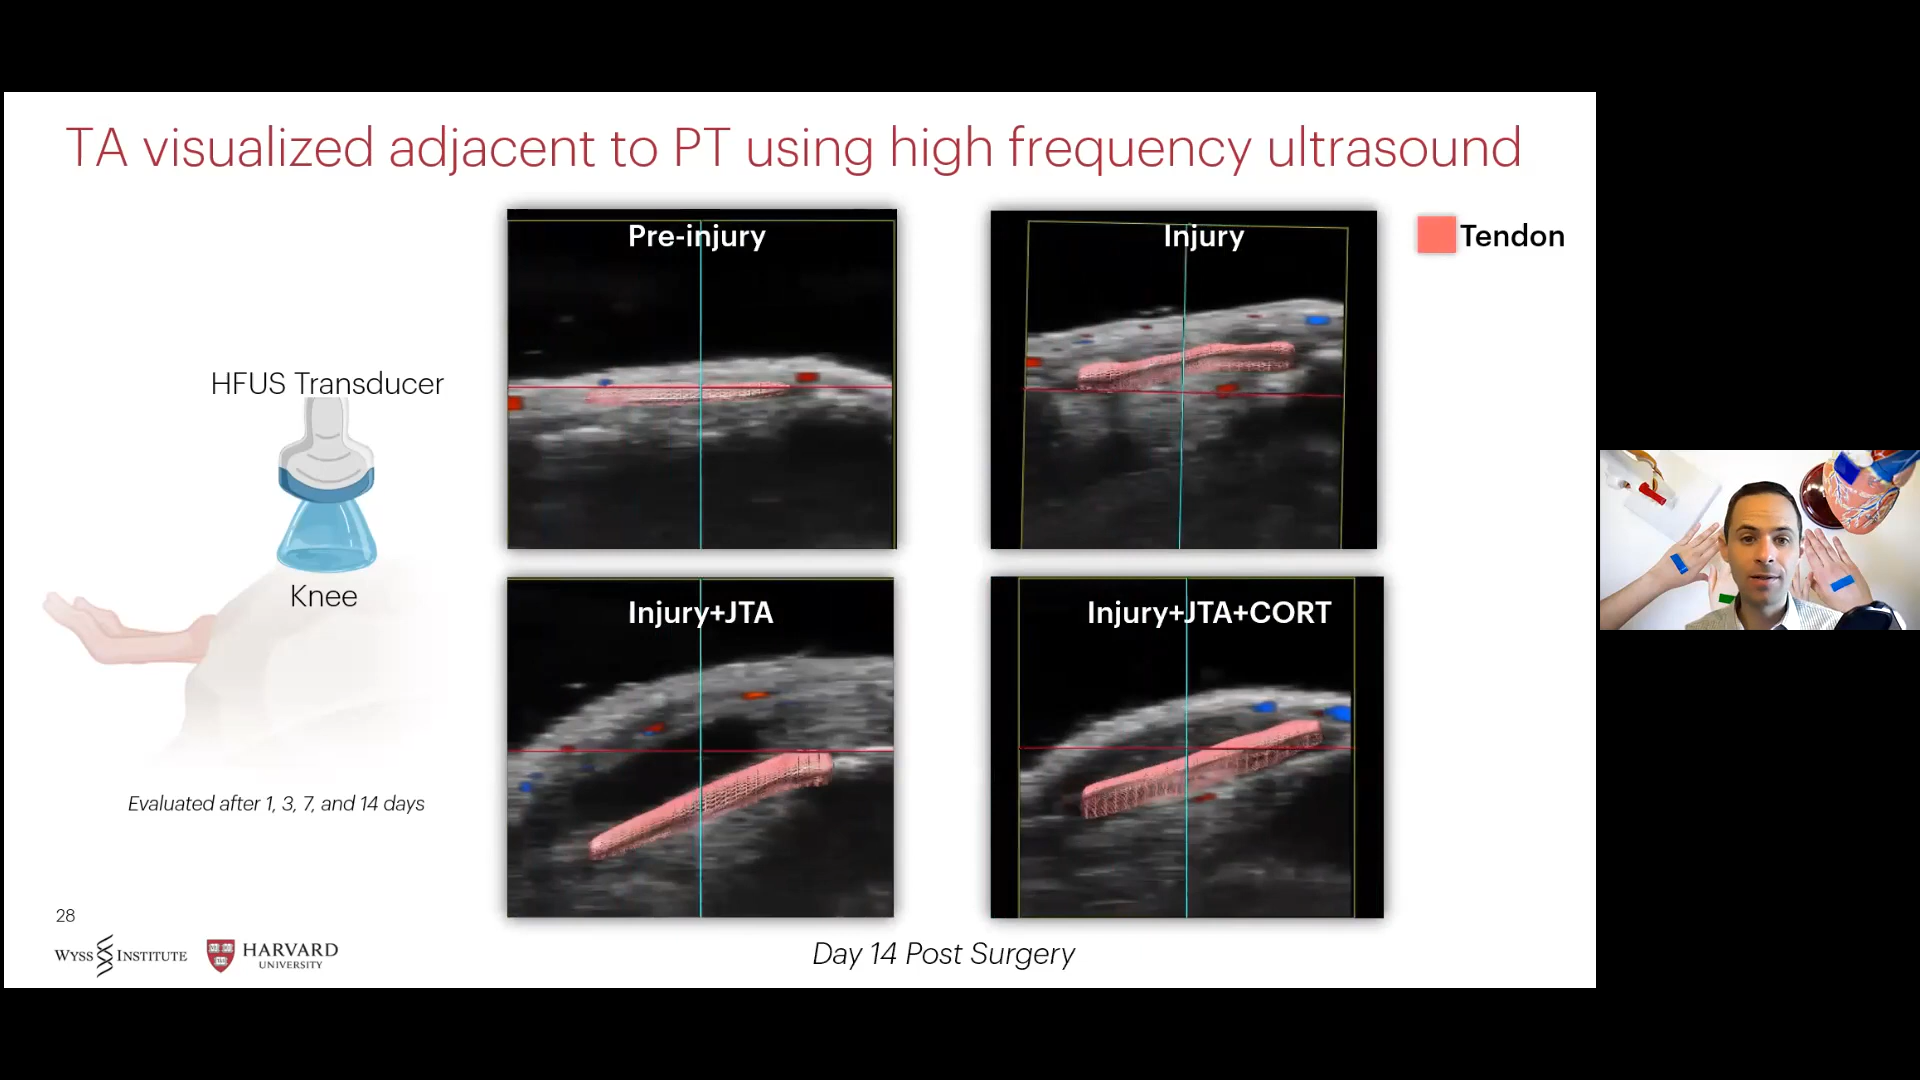 TA visualized adjacent to PT using high frequency ultrasound
Pre-injury
Injury
Tendon
HFUS Transducer
Knee
Injury+JTA
Injury+JTA+CORT
Evaluated after 1, 3, 7, and 14 days
28
WYSS INSTITUTE
HARVARD
UNIVERSITY
Day 14 Post Surgery